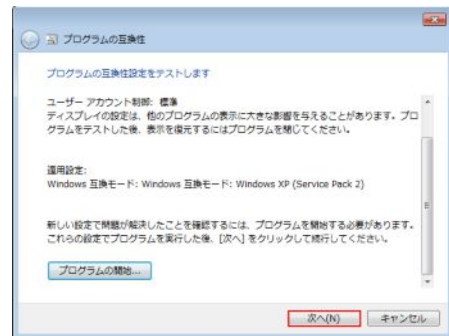 プログラムの互換性
プログラムの互換性設定をテストします
ユーザー アカウント制御: 標準
ディスプレイの設定は、他のプログラムの表示に大きな影響を与えることがあります。プロ
グラムをテストした後、表示を復元するにはプログラムを閉じてください。
適用設定:
Windows 互換モード: Windows 互換モード: Windows XP (Service Pack 2)
新しい設定で問題が解決したことを確認するには、プログラムを開始する必要があります。
これらの設定でプログラムを実行した後、[次へ] をクリックして続行してください。
プログラムの開始...
次へ(N) キャンセル